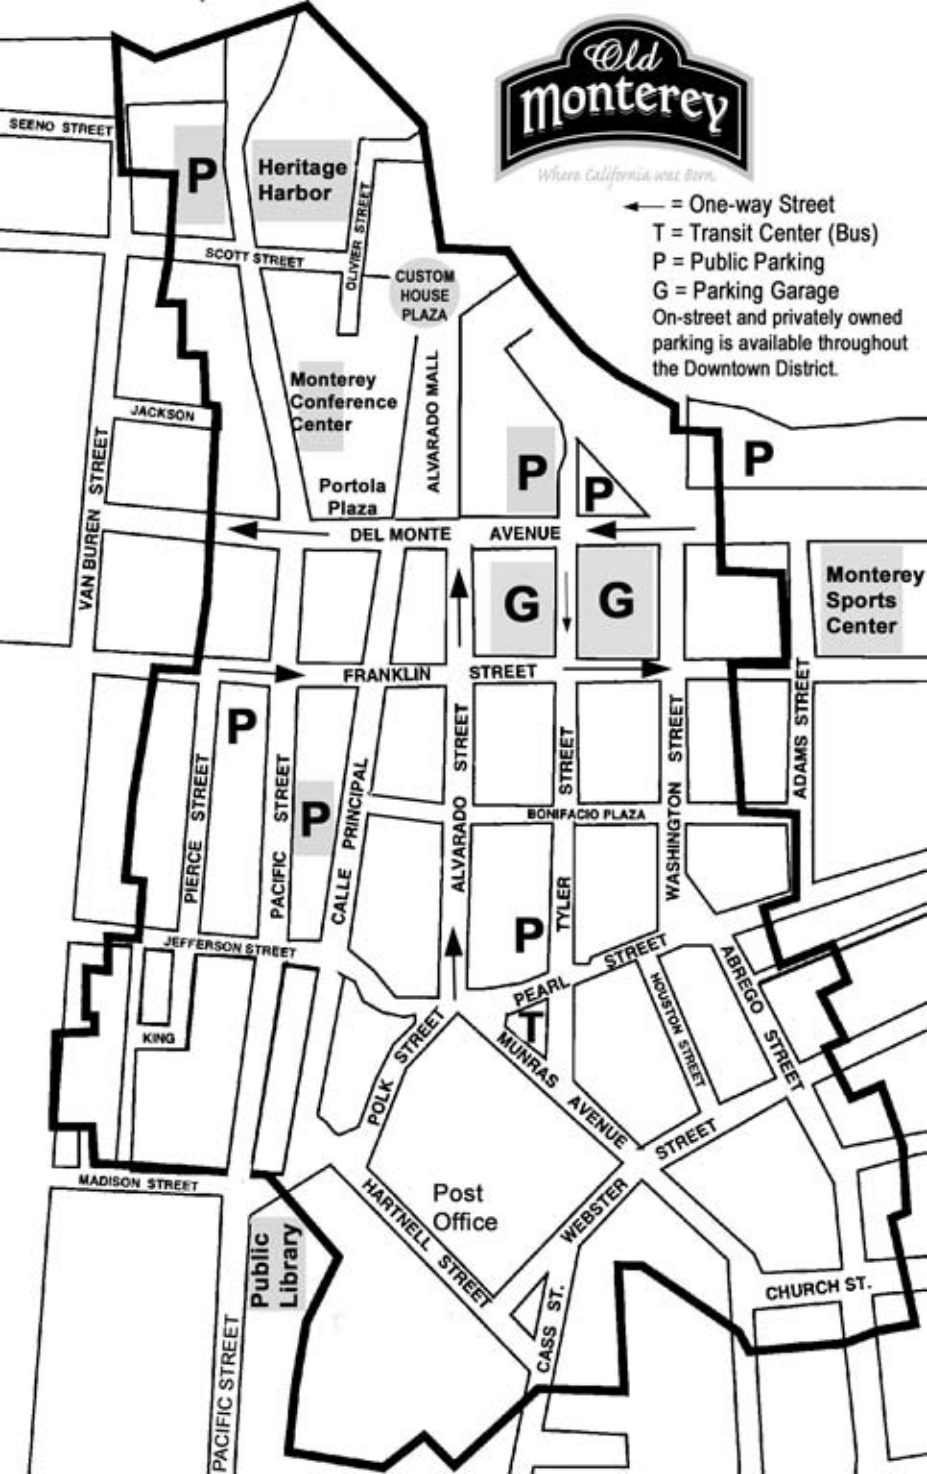 Old
Monterey
Where California was Born.
= One-way Street
T = Transit Center (Bus)
P = Public Parking
G = Parking Garage
On-street and privately owned
parking is available throughout
the Downtown District.
SEENO STREET
P
Heritage
Harbor
OLIVIER STREET
SCOTT STREET
CUSTOM
HOUSE
PLAZA
JACKSON
Monterey
Conference
Center
ALVARADO MALL
VAN BUREN STREET
Portola
Plaza
P
P
P
DEL MONTE AVENUE
G
G
Monterey
Sports
Center
FRANKLIN STREET
P
PIERCE STREET
PACIFIC STREET
P
CALLE PRINCIPAL
ALVARADO STREET
TYLER STREET
WASHINGTON STREET
ADAMS STREET
BONIFACIO PLAZA
P
JEFFERSON STREET
PEARL STREET
HOUSTON STREET
ABREGO STREET
KING
POLK STREET
T
MUNRAS AVENUE
WEBSTER STREET
MADISON STREET
HARTNELL STREET
Post
Office
Public
Library
CASS ST.
CHURCH ST.
PACIFIC STREET